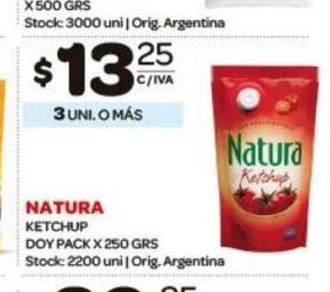 X 500 GRS
Stock: 3000 uni | Orig. Argentina
$13.25
C/IVA
3 UNI. O MÁS
Natura
Ketchup
NATURA
KETCHUP
DOY PACK X 250 GRS
Stock: 2200 uni | Orig. Argentina